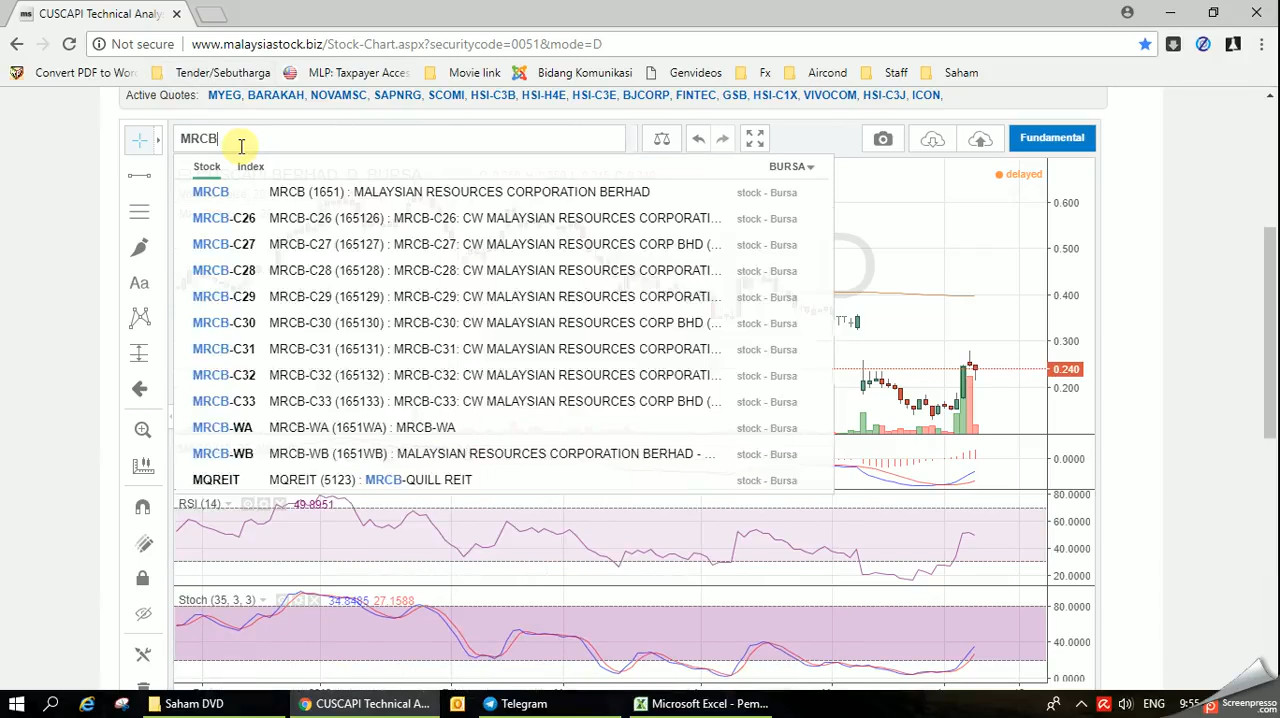 ms CUSCAPI Technical Analy
Not secure www.malaysiastock.biz/Stock-Chart.aspx?securitycode=0051&mode=D
Convert PDF to Word Tender/Sebutharga MLP: Taxpayer Acces Movie link Bidang Komunikasi Genvideos Fx Aircond Staff Saham
Active Quotes: MYEG, BARAKAH, NOVAMSC, SAPNRG, SCOMI, HSI-C3B, HSI-H4E, HSI-C3E, BJCORP, FINTEC, GSB, HSI-C1X, VIVOCOM, HSI-C3J, ICON,
MRCB Fundamental
Stock Index BURSA
delayed
MRCB MRCB (1651) : MALAYSIAN RESOURCES CORPORATION BERHAD stock - Bursa
0.600
MRCB-C26 MRCB-C26 (165126) : MRCB-C26: CW MALAYSIAN RESOURCES CORPORATI... stock - Bursa
MRCB-C27 MRCB-C27 (165127) : MRCB-C27: CW MALAYSIAN RESOURCES CORP BHD (... stock - Bursa
0.500
MRCB-C28 MRCB-C28 (165128) : MRCB-C28: CW MALAYSIAN RESOURCES CORPORATI... stock - Bursa
MRCB-C29 MRCB-C29 (165129) : MRCB-C29: CW MALAYSIAN RESOURCES CORPORATI... stock - Bursa
0.400
MRCB-C30 MRCB-C30 (165130) : MRCB-C30: CW MALAYSIAN RESOURCES CORP BHD (... stock - Bursa
0.300
MRCB-C31 MRCB-C31 (165131) : MRCB-C31: CW MALAYSIAN RESOURCES CORPORATI... stock - Bursa
0.240
MRCB-C32 MRCB-C32 (165132) : MRCB-C32: CW MALAYSIAN RESOURCES CORPORATI... stock - Bursa
0.200
MRCB-C33 MRCB-C33 (165133) : MRCB-C33: CW MALAYSIAN RESOURCES CORP BHD (... stock - Bursa
MRCB-WA MRCB-WA (1651WA) : MRCB-WA stock - Bursa
MRCB-WB MRCB-WB (1651WB) : MALAYSIAN RESOURCES CORPORATION BERHAD - ... stock - Bursa
0.0000
MQREIT MQREIT (5123) : MRCB-QUILL REIT stock - Bursa
RSI (14) 49.8951
80.0000
60.0000
40.0000
20.0000
Stoch (35, 3, 3) 34.8485 27.1588
80.0000
40.0000
0.0000
Aa
Saham DVD CUSCAPI Technical A... Telegram Microsoft Excel - Pem... ENG 9:55
Screenpresso
.com